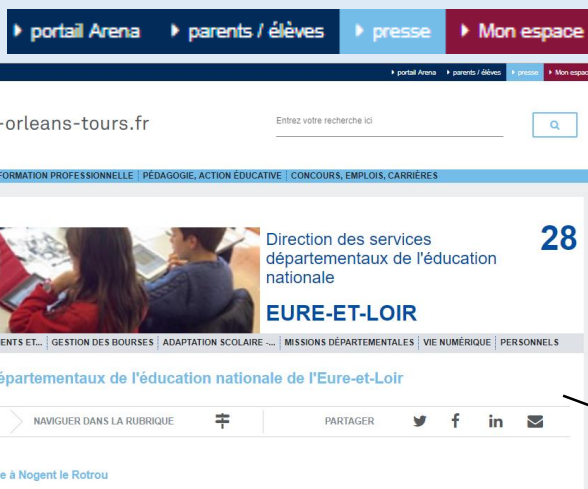 portail Arena parents / élèves presse Mon espace
portail Arena parents / élèves presse Mon espac
-orleans-tours.fr
Entrez votre recherche ici
FORMATION PROFESSIONNELLE PÉDAGOGIE, ACTION ÉDUCATIVE CONCOURS, EMPLOIS, CARRIÈRES
Direction des services
départementaux de l'éducation
nationale
28
EURE-ET-LOIR
MENTS ET... GESTION DES BOURSES ADAPTATION SCOLAIRE -... MISSIONS DÉPARTEMENTALES VIE NUMÉRIQUE PERSONNELS
épartementaux de l'éducation nationale de l'Eure-et-Loir
NAVIGUER DANS LA RUBRIQUE PARTAGER
e à Nogent le Rotrou